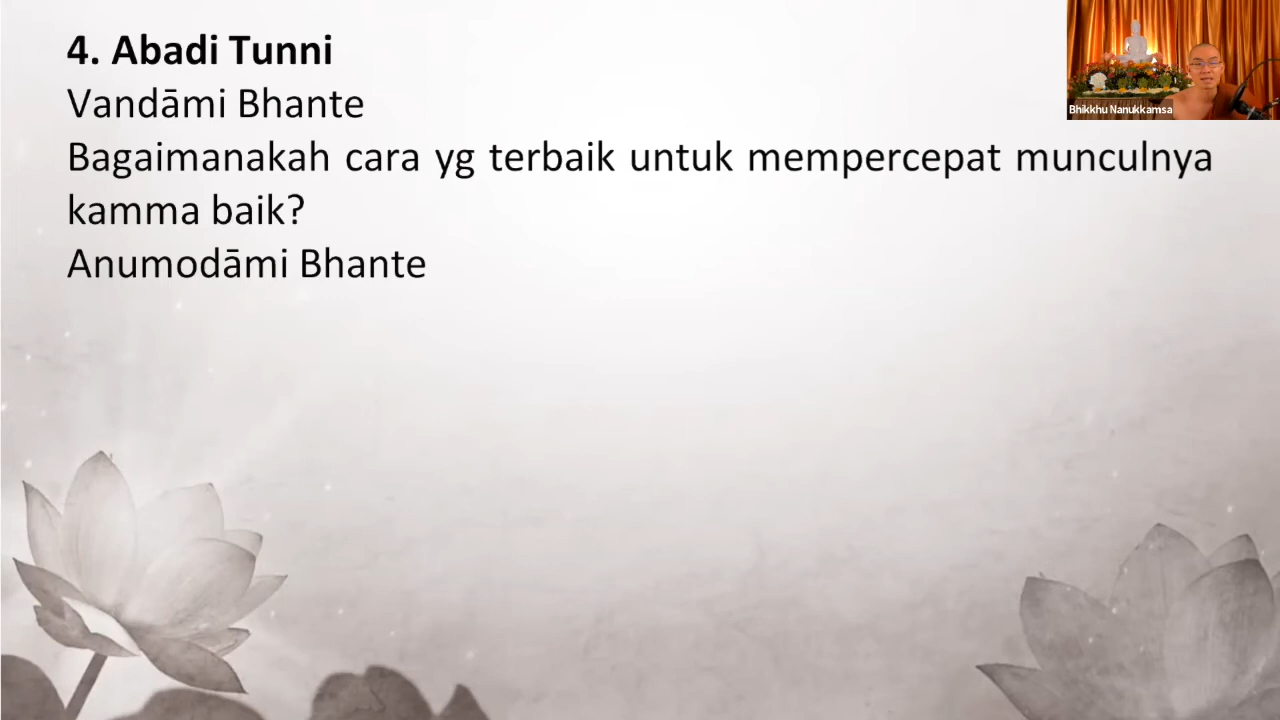 4. Abadi Tunni
Vandāmi Bhante
Bagaimanakah cara yg terbaik untuk mempercepat munculnya
kamma baik?
Anumodāmi Bhante
Bhikkhu Nanukkamsa